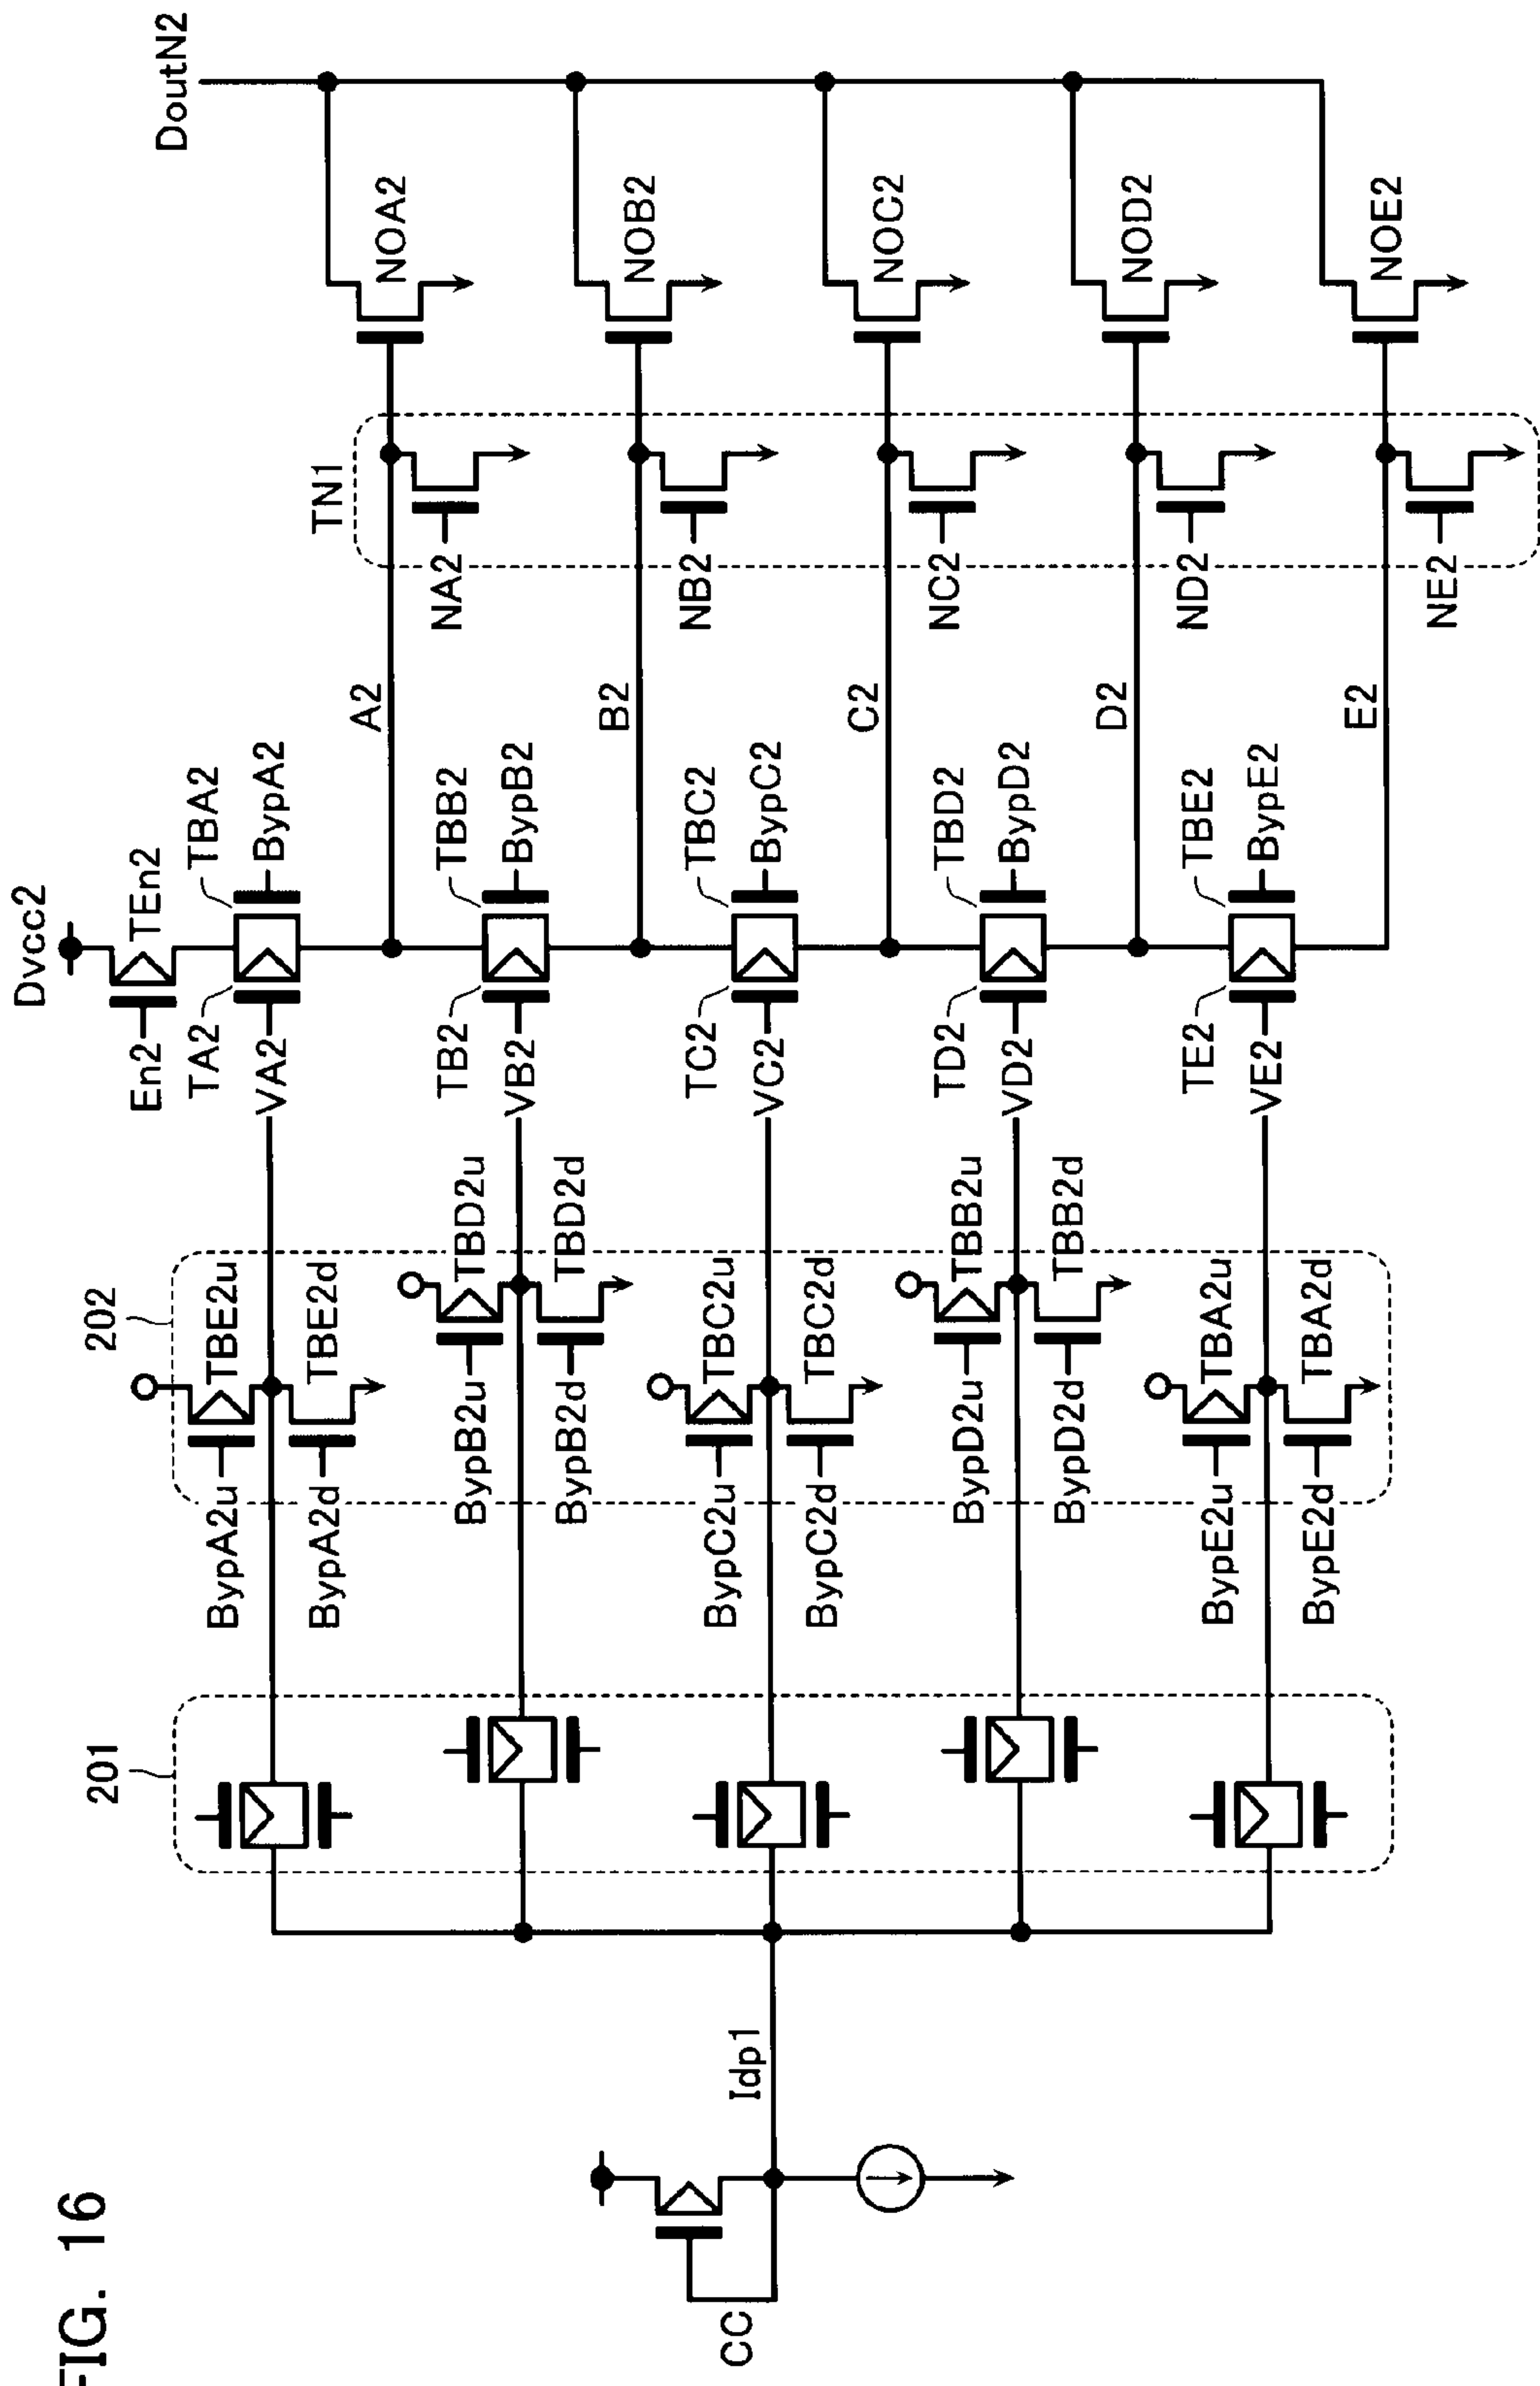 FIG. 16
Dvcc2
DoutN2
En2
TEn2
201
202
TN1
TA2
TBA2
BypA2u
TBE2u
VA2
BypA2
A2
NA2
NOA2
BypA2d
TBE2d
BypB2u
TBD2u
TB2
TBB2
VB2
BypB2
B2
NB2
NOB2
BypB2d
TBD2d
CC
Idp1
BypC2u
TBC2u
TC2
TBC2
VC2
BypC2
C2
NC2
NOC2
BypC2d
TBC2d
BypD2u
TBB2u
TD2
TBD2
VD2
BypD2
D2
ND2
NOD2
BypD2d
TBB2d
BypE2u
TBA2u
TE2
TBE2
VE2
BypE2
E2
NE2
NOE2
BypE2d
TBA2d